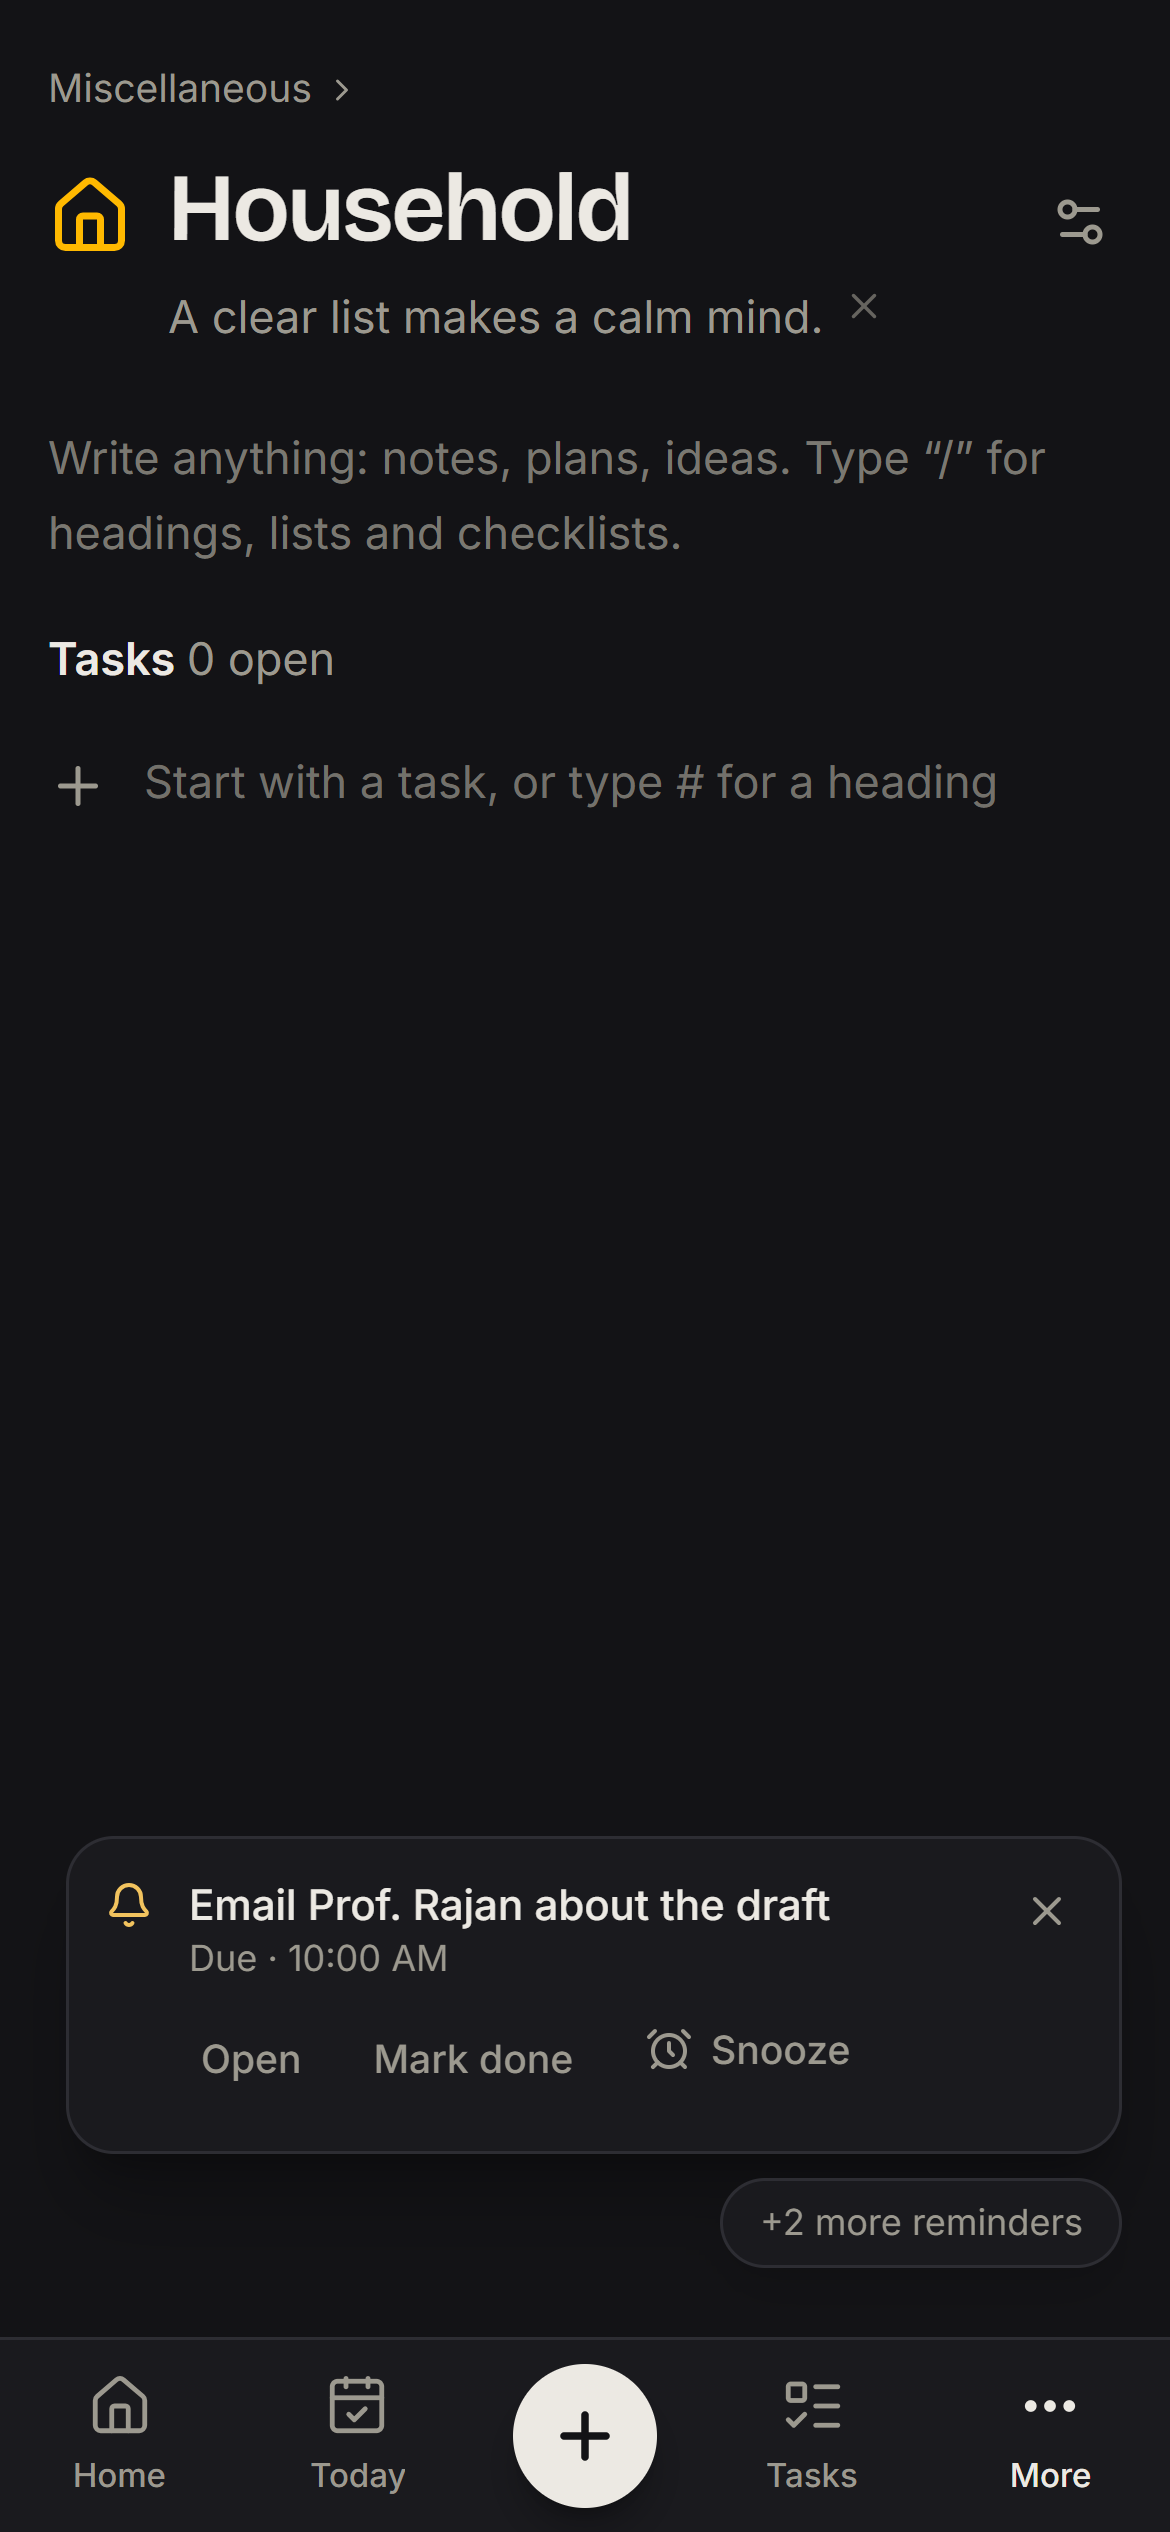 Miscellaneous
Household
A clear list makes a calm mind.
Write anything: notes, plans, ideas. Type “/” for
headings, lists and checklists.
Tasks 0 open
Start with a task, or type # for a heading
Email Prof. Rajan about the draft
Due · 10:00 AM
Open Mark done Snooze
+2 more reminders
Home Today Tasks More